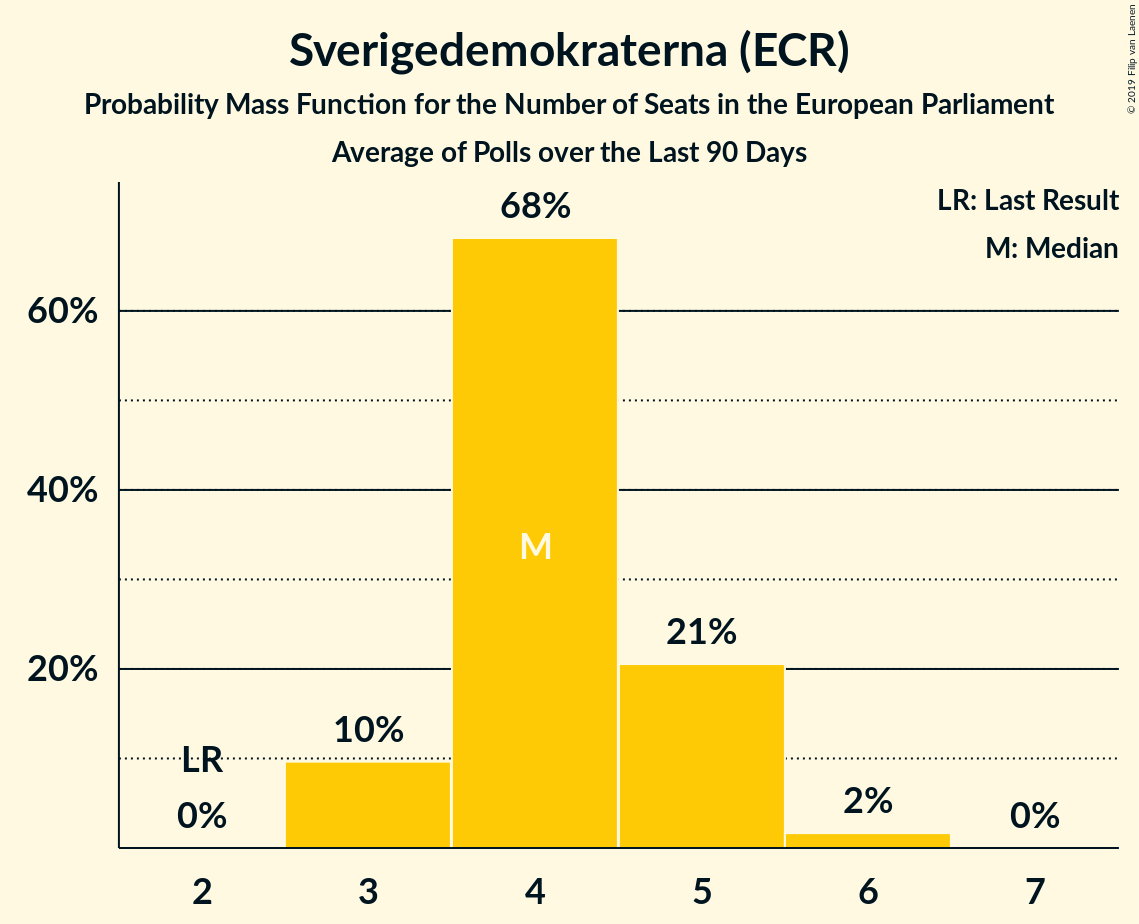 Sverigedemokraterna (ECR)
Probability Mass Function for the Number of Seats in the European Parliament
Average of Polls over the Last 90 Days
© 2019 Filip van Laenen
LR: Last Result
M: Median
68%
60%
40%
M
21%
20%
10%
LR
2%
0%
0%
2 3 4 5 6 7